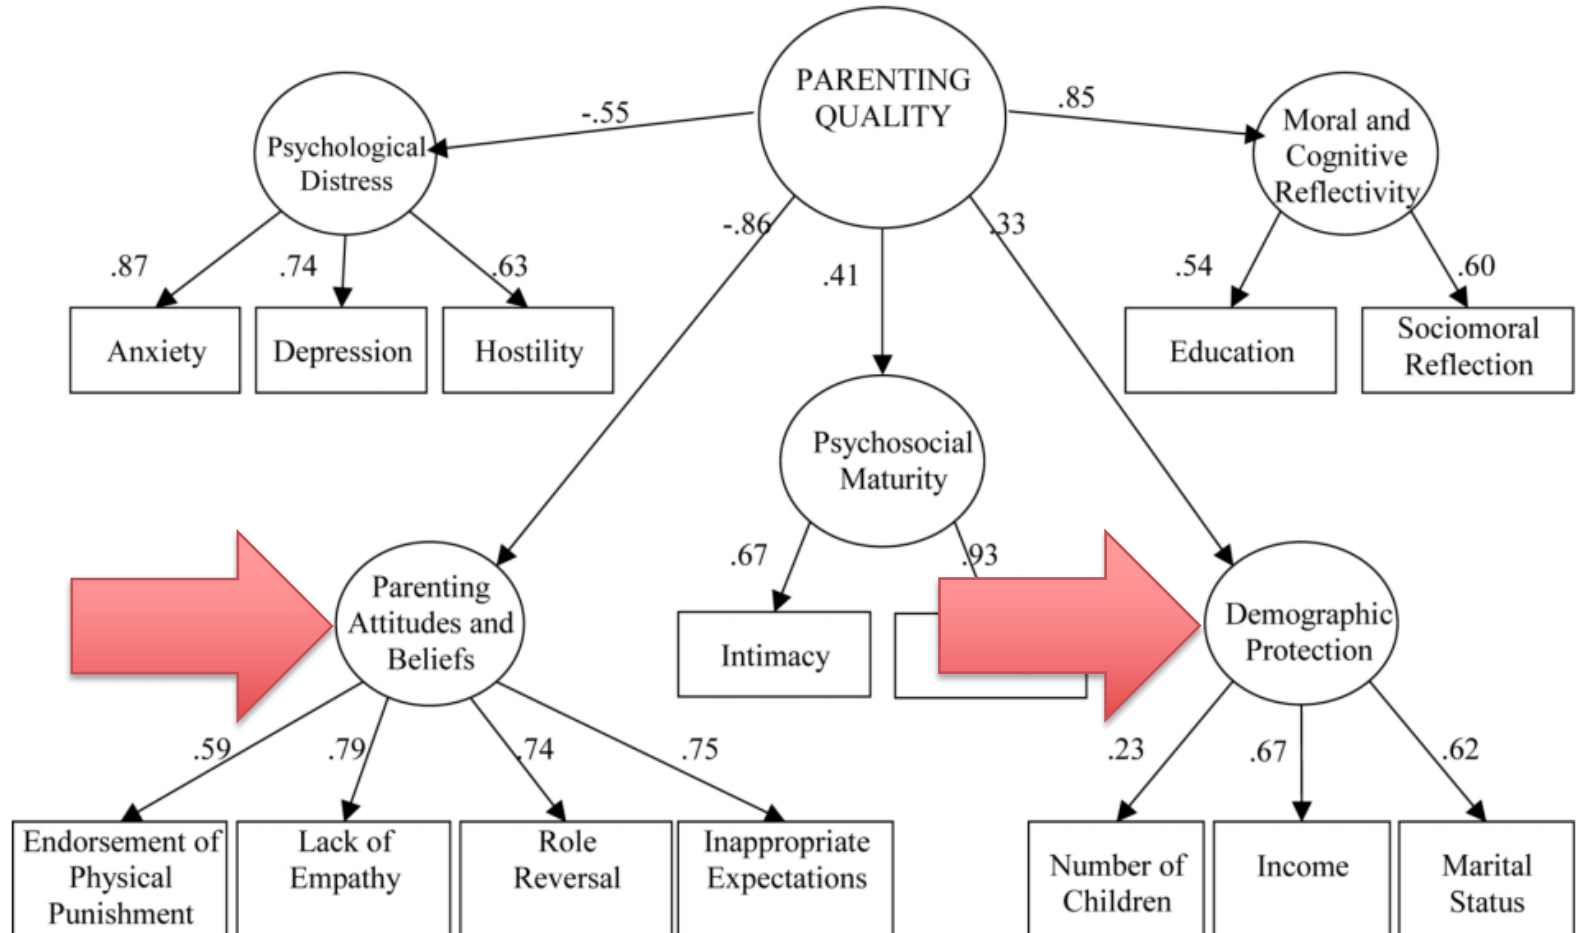 PARENTING
QUALITY
-.55
.85
Psychological
Distress
Moral and
Cognitive
Reflectivity
-.86
.33
.41
.87
.74
.63
.54
.60
Anxiety
Depression
Hostility
Education
Sociomoral
Reflection
Psychosocial
Maturity
.67
.93
Intimacy
Parenting
Attitudes and
Beliefs
Demographic
Protection
.59
.79
.74
.75
.23
.67
.62
Endorsement of
Physical
Punishment
Lack of
Empathy
Role
Reversal
Inappropriate
Expectations
Number of
Children
Income
Marital
Status